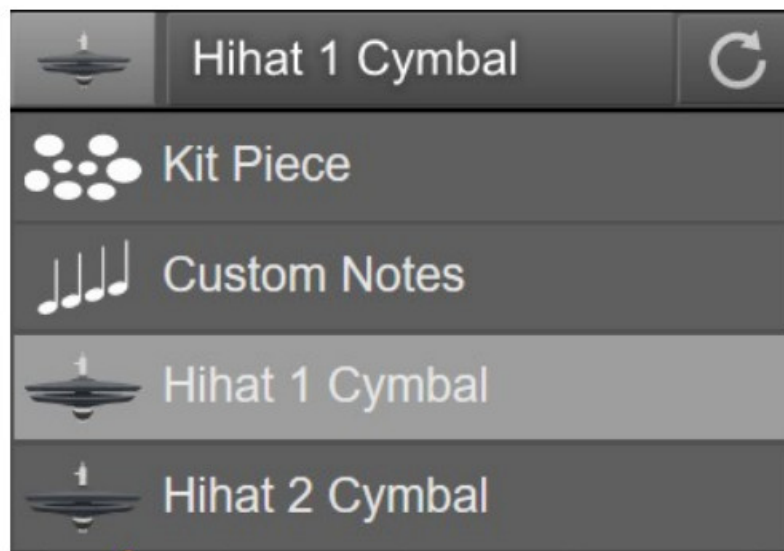 Hihat 1 Cymbal
Kit Piece
Custom Notes
Hihat 1 Cymbal
Hihat 2 Cymbal